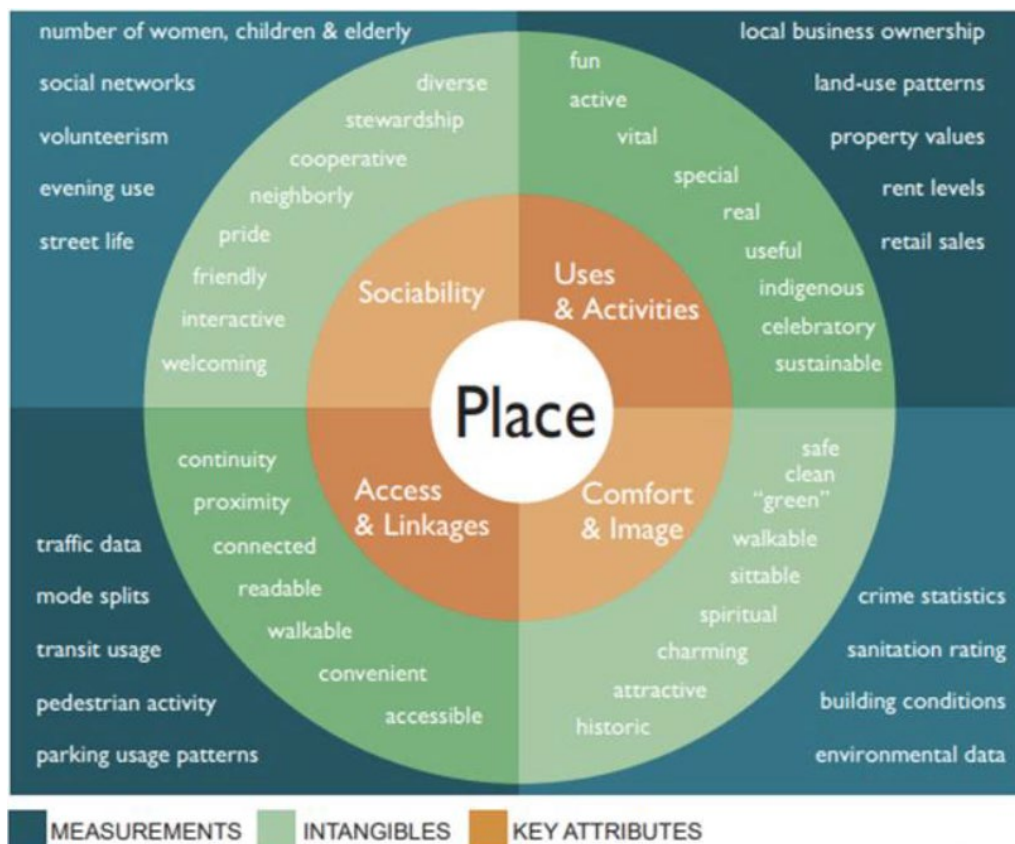 number of women, children & elderly
social networks
volunteerism
evening use
street life
diverse
stewardship
cooperative
neighborly
pride
friendly
interactive
welcoming
Sociability
fun
active
vital
special
real
useful
indigenous
celebratory
sustainable
Uses
& Activities
local business ownership
land-use patterns
property values
rent levels
retail sales
Place
continuity
proximity
connected
readable
walkable
convenient
accessible
Access
& Linkages
traffic data
mode splits
transit usage
pedestrian activity
parking usage patterns
Comfort
& Image
safe
clean
“green”
walkable
sittable
spiritual
charming
attractive
historic
crime statistics
sanitation rating
building conditions
environmental data
MEASUREMENTS
INTANGIBLES
KEY ATTRIBUTES